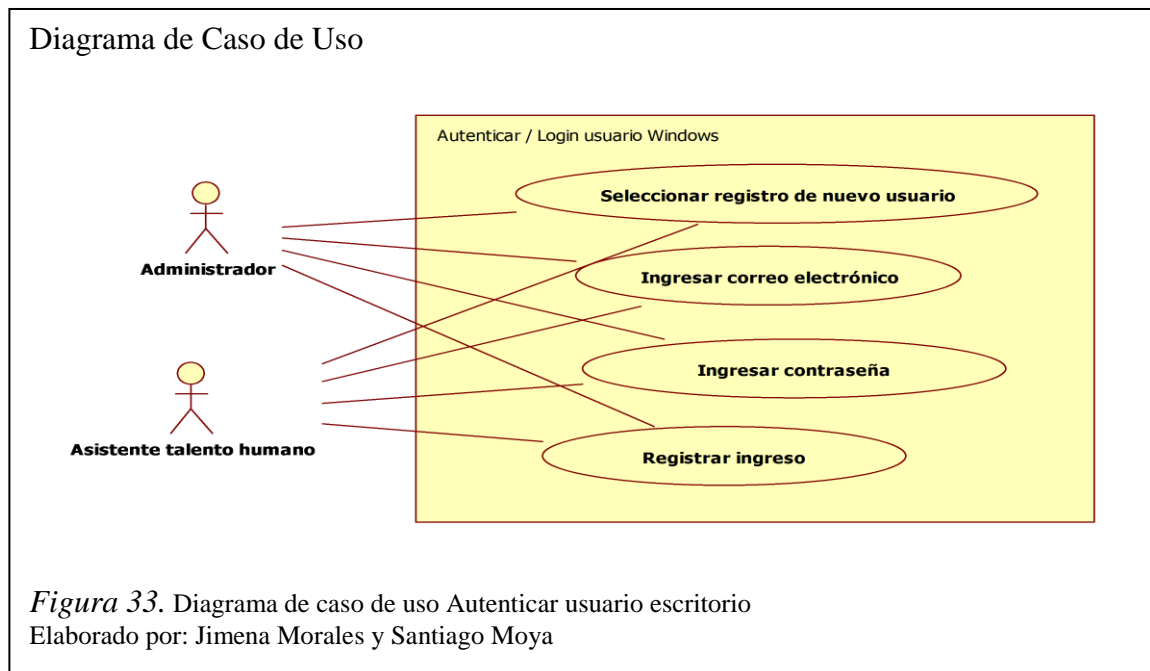 Diagrama de Caso de Uso
Autenticar / Login usuario Windows
Seleccionar registro de nuevo usuario
Administrador
Ingresar correo electrónico
Ingresar contraseña
Asistente talento humano
Registrar ingreso
Figura 33. Diagrama de caso de uso Autenticar usuario escritorio
Elaborado por: Jimena Morales y Santiago Moya